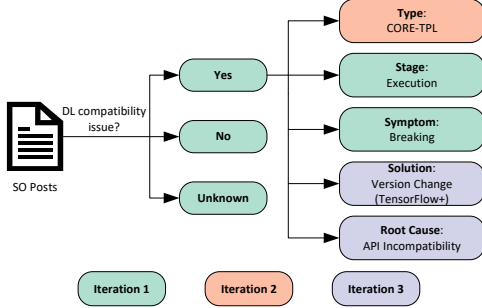 Type:
CORE-TPL
Yes
Stage:
Execution
DL compatibility
issue?
No
Symptom:
Breaking
SO Posts
Unknown
Solution:
Version Change
(TensorFlow+)
Root Cause:
API Incompatibility
Iteration 1
Iteration 2
Iteration 3